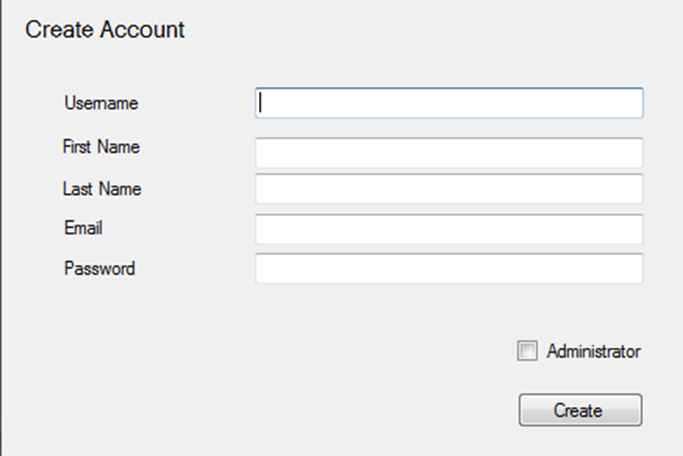 Create Account
Username
First Name
Last Name
Email
Password
Administrator
Create